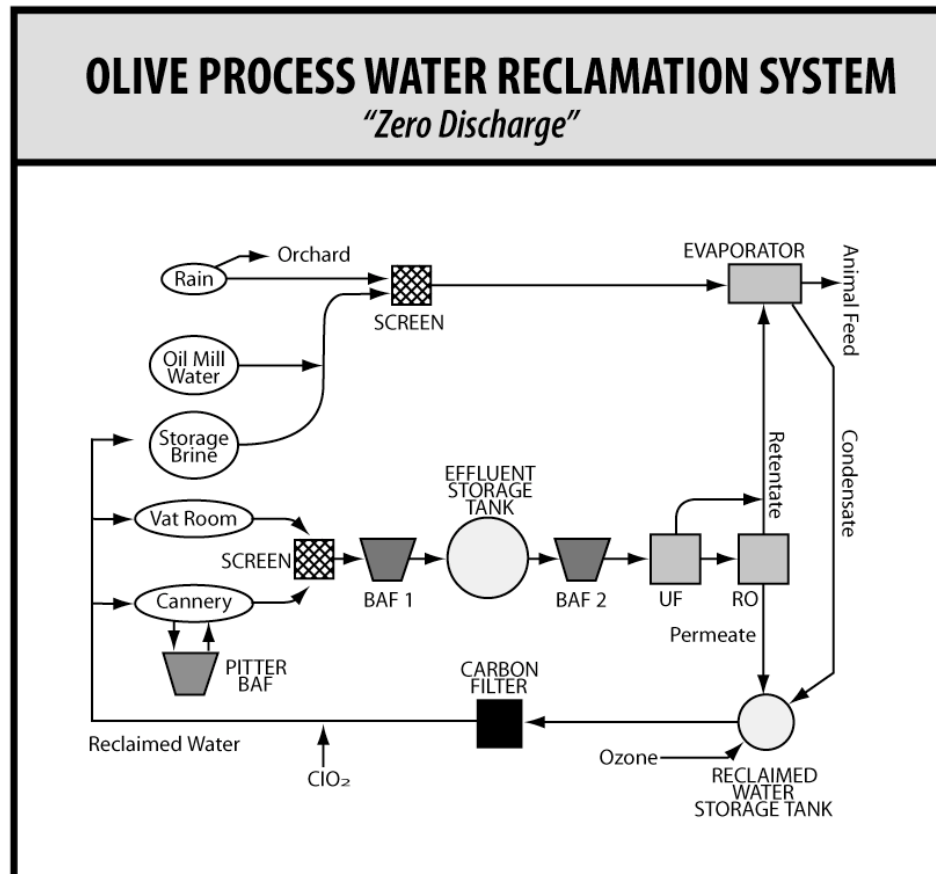 OLIVE PROCESS WATER RECLAMATION SYSTEM
“Zero Discharge”
Orchard
Rain
SCREEN
EVAPORATOR
Animal Feed
Oil Mill
Water
Storage
Brine
Retentate
Condensate
EFFLUENT
STORAGE
TANK
Vat Room
SCREEN
BAF 1
BAF 2
UF
RO
Cannery
Permeate
PITTER
BAF
CARBON
FILTER
Reclaimed Water
ClO₂
Ozone
RECLAIMED
WATER
STORAGE TANK